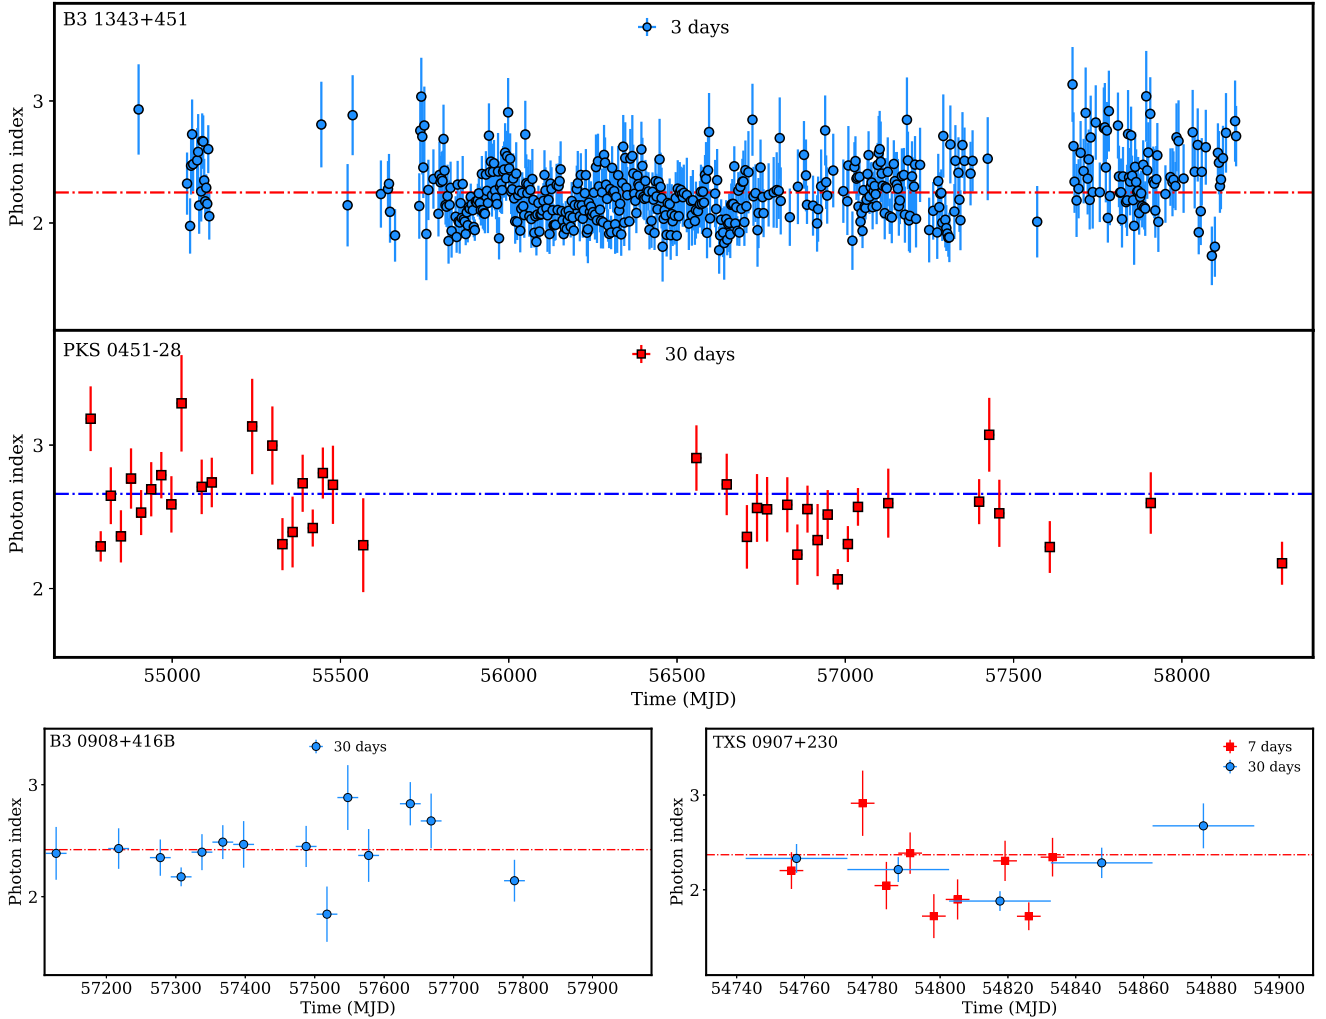 B3 1343+451
3 days
Photon index
3
2
PKS 0451-28
30 days
Photon index
3
2
55000 55500 56000 56500 57000 57500 58000
Time (MJD)
B3 0908+416B
30 days
Photon index
3
2
57200 57300 57400 57500 57600 57700 57800 57900
Time (MJD)
TXS 0907+230
7 days
30 days
Photon index
3
2
54740 54760 54780 54800 54820 54840 54860 54880 54900
Time (MJD)